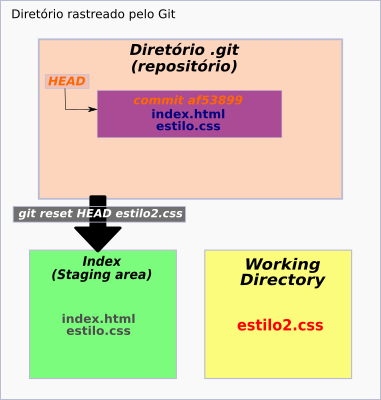 Diretório rastreado pelo Git
Diretório .git
(repositório)
HEAD
commit af53899
index.html
estilo.css
git reset HEAD estilo2.css
Index
(Staging area)
index.html
estilo.css
Working
Directory
estilo2.css